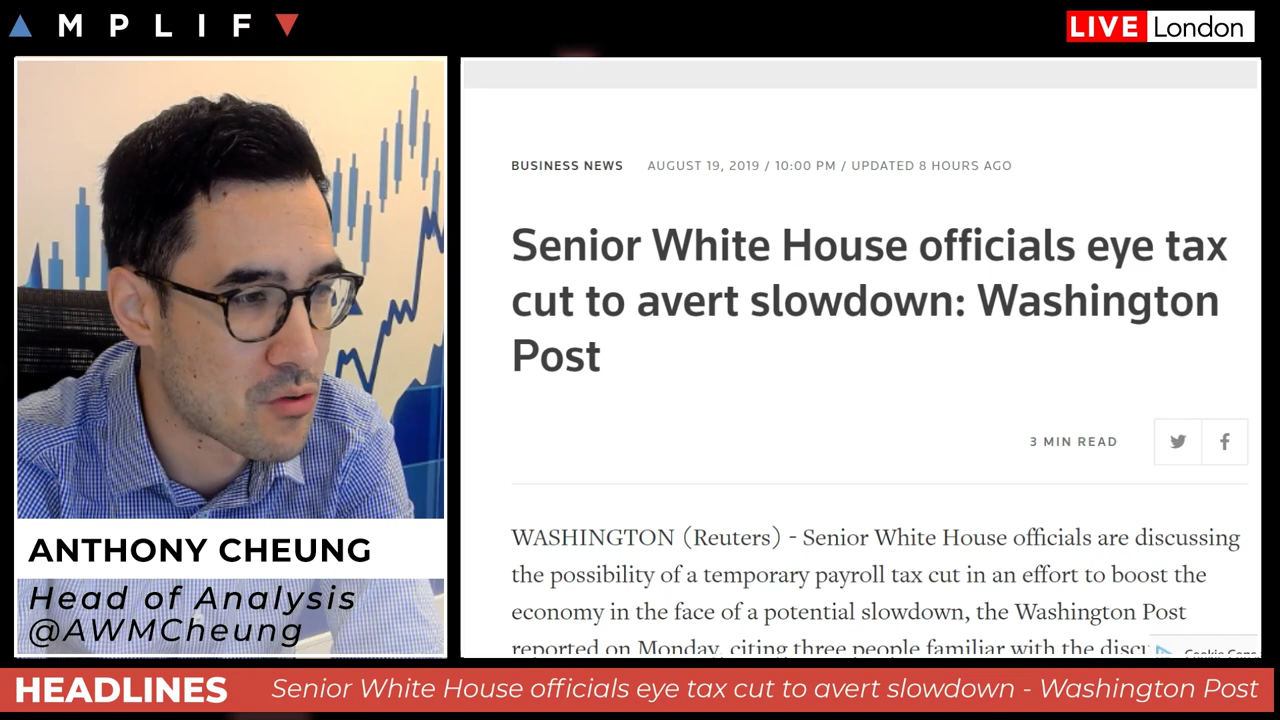 ▲MPLIF▼
LIVE London
BUSINESS NEWS AUGUST 19, 2019 / 10:00 PM / UPDATED 8 HOURS AGO
Senior White House officials eye tax
cut to avert slowdown: Washington
Post
3 MIN READ
WASHINGTON (Reuters) - Senior White House officials are discussing
the possibility of a temporary payroll tax cut in an effort to boost the
economy in the face of a potential slowdown, the Washington Post
reported on Monday, citing three people familiar with the
ANTHONY CHEUNG
Head of Analysis
@AWMCheung
HEADLINES Senior White House officials eye tax cut to avert slowdown - Washington Post